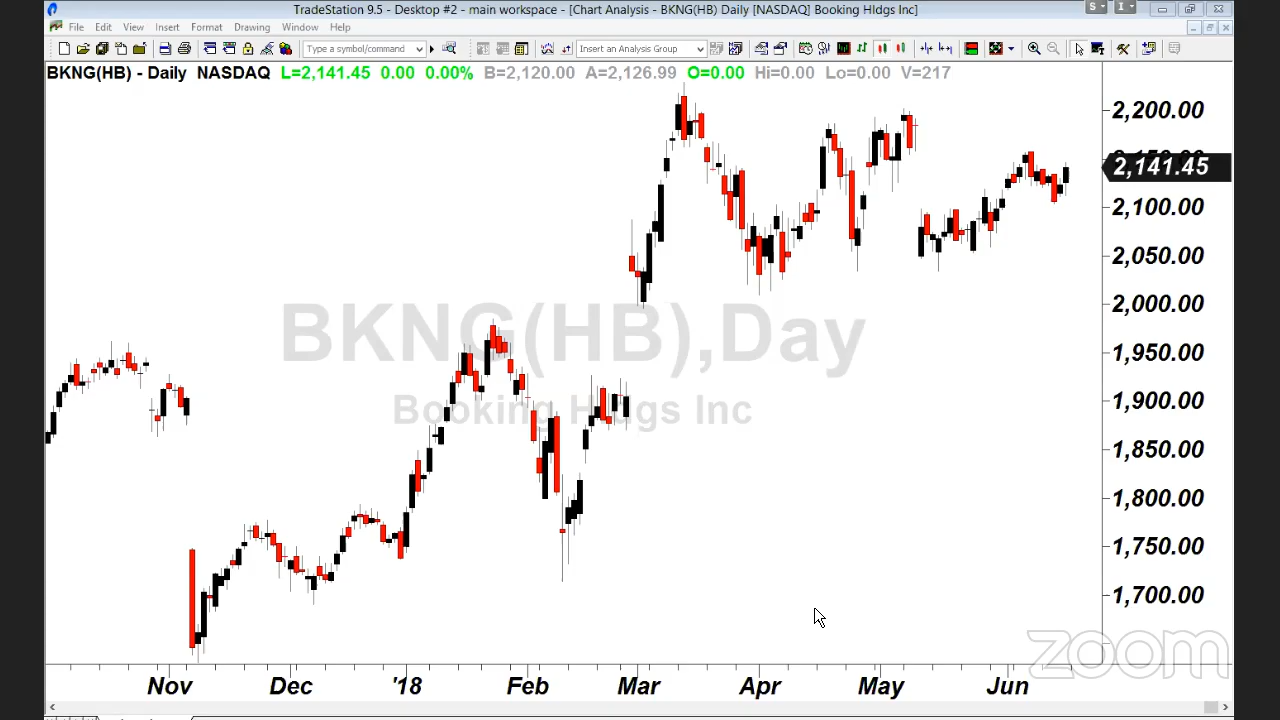 TradeStation 9.5 - Desktop #2 - main workspace - [Chart Analysis - BKNG(HB) Daily [NASDAQ] Booking Hldgs Inc]
S I
File Edit View Insert Format Drawing Window Help
Type a symbol/command Insert an Analysis Group
BKNG(HB) - Daily NASDAQ L=2,141.45 0.00 0.00% B=2,120.00 A=2,126.99 O=0.00 Hi=0.00 Lo=0.00 V=217
2,200.00
2,141.45
2,100.00
2,050.00
2,000.00
BKNG(HB),Day
1,950.00
1,900.00
Booking Hldgs Inc
1,850.00
1,800.00
1,750.00
1,700.00
zoom
Nov Dec '18 Feb Mar Apr May Jun